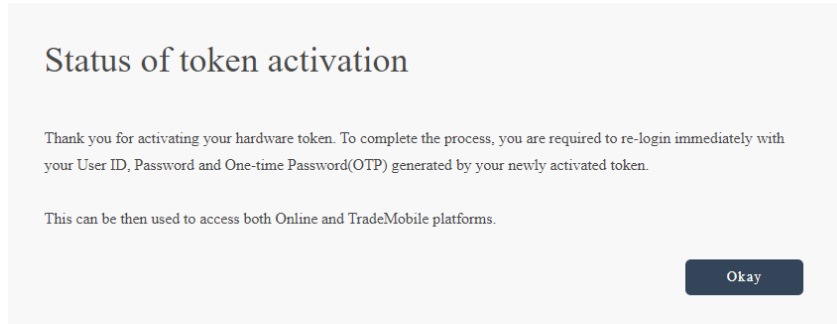 Status of token activation
Thank you for activating your hardware token. To complete the process, you are required to re-login immediately with
your User ID, Password and One-time Password(OTP) generated by your newly activated token.
This can be then used to access both Online and TradeMobile platforms.
Okay